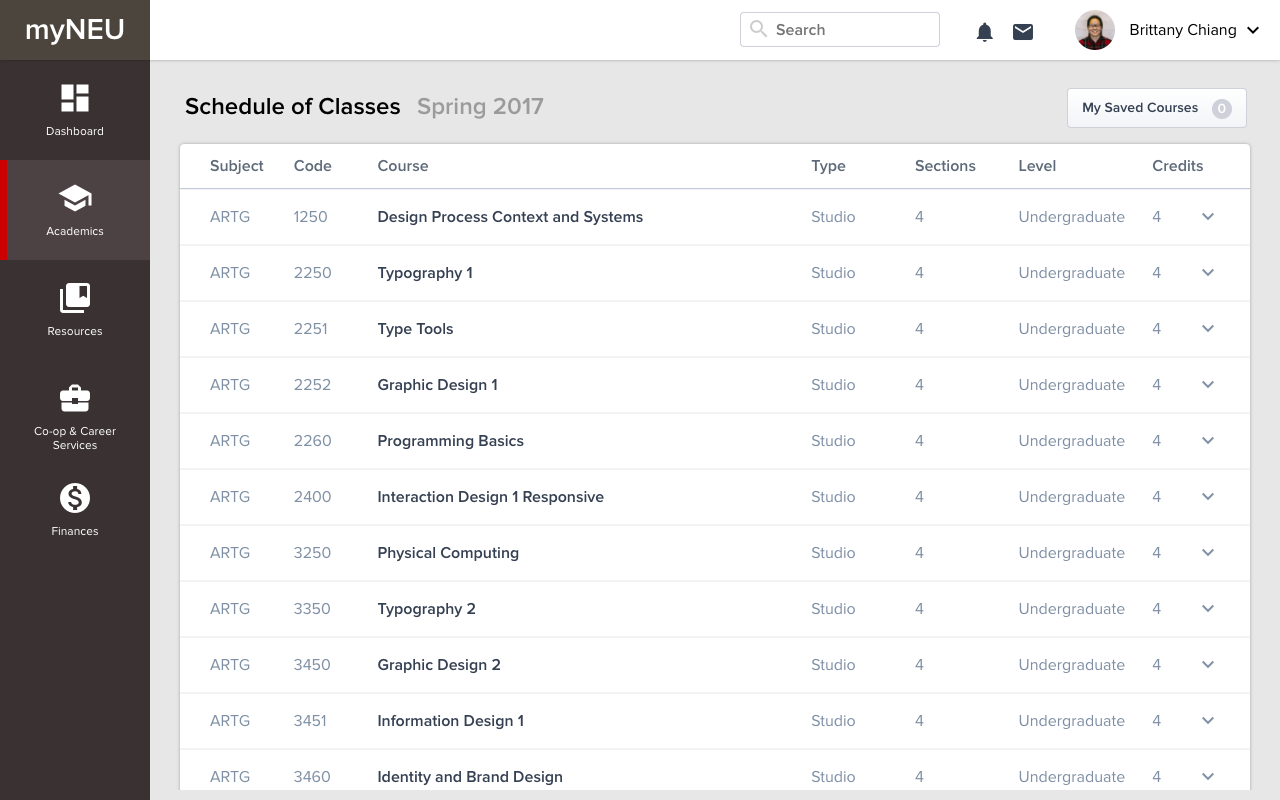 myNEU
Search
Brittany Chiang
Dashboard
Academics
Resources
Co-op & Career
Services
Finances
Schedule of Classes Spring 2017
My Saved Courses 0
Subject Code Course Type Sections Level Credits
ARTG 1250 Design Process Context and Systems Studio 4 Undergraduate 4
ARTG 2250 Typography 1 Studio 4 Undergraduate 4
ARTG 2251 Type Tools Studio 4 Undergraduate 4
ARTG 2252 Graphic Design 1 Studio 4 Undergraduate 4
ARTG 2260 Programming Basics Studio 4 Undergraduate 4
ARTG 2400 Interaction Design 1 Responsive Studio 4 Undergraduate 4
ARTG 3250 Physical Computing Studio 4 Undergraduate 4
ARTG 3350 Typography 2 Studio 4 Undergraduate 4
ARTG 3450 Graphic Design 2 Studio 4 Undergraduate 4
ARTG 3451 Information Design 1 Studio 4 Undergraduate 4
ARTG 3460 Identity and Brand Design Studio 4 Undergraduate 4